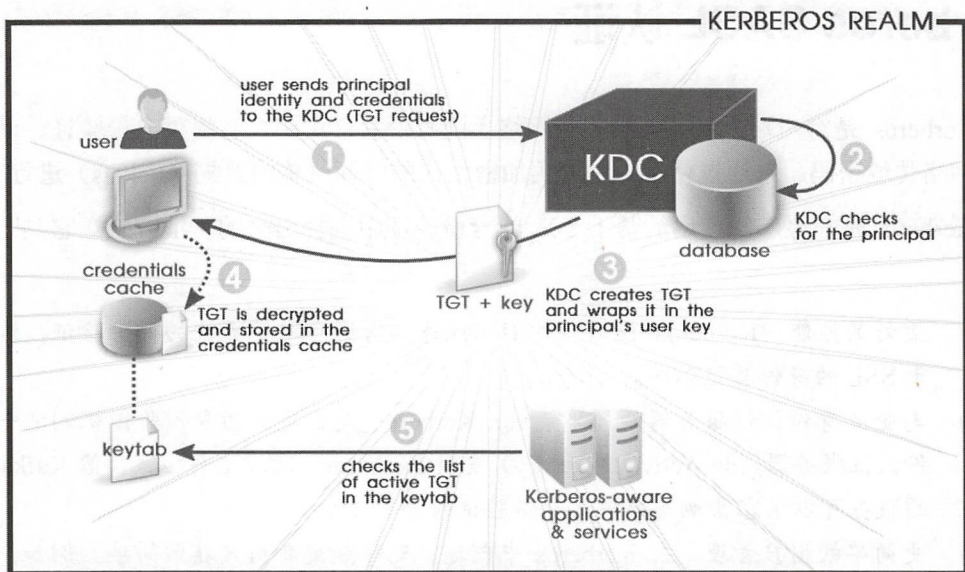 KERBEROS REALM
user sends principal
identity and credentials
to the KDC (TGT request)
user
1
KDC
2
KDC checks
for the principal
database
credentials
cache
4
TGT is decrypted
and stored in the
credentials cache
TGT + key
3
KDC creates TGT
and wraps it in the
principal's user key
keytab
5
checks the list
of active TGT
in the keytab
Kerberos-aware
applications
& services